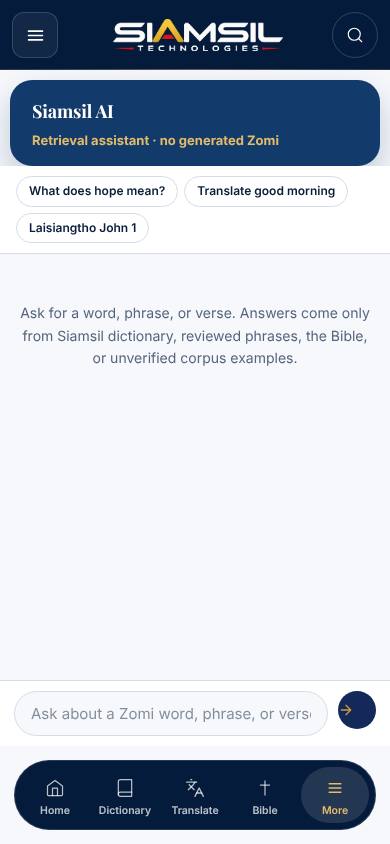 SIAMSIL
TECHNOLOGIES
Siamsil AI
Retrieval assistant · no generated Zomi
What does hope mean?
Translate good morning
Laisiangtho John 1
Ask for a word, phrase, or verse. Answers come only
from Siamsil dictionary, reviewed phrases, the Bible,
or unverified corpus examples.
Ask about a Zomi word, phrase, or vers
Home
Dictionary
Translate
Bible
More